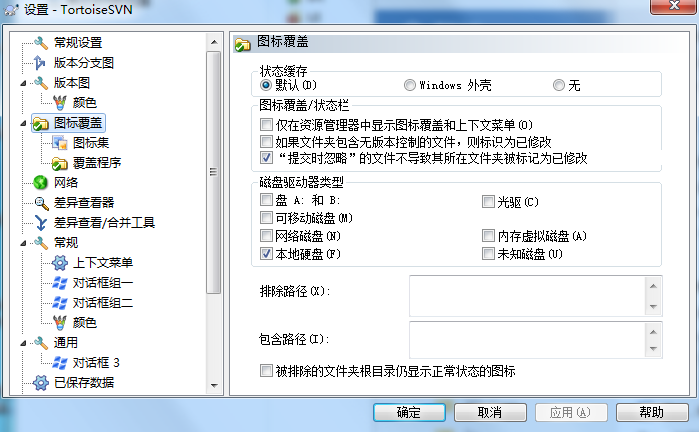 设置 - TortoiseSVN
常规设置
版本分支图
版本图
颜色
图标覆盖
图标集
覆盖程序
网络
差异查看器
差异查看/合并工具
常规
上下文菜单
对话框组一
对话框组二
颜色
通用
对话框 3
已保存数据
图标覆盖
状态缓存
默认(D) Windows 外壳 无
图标覆盖/状态栏
仅在资源管理器中显示图标覆盖和上下文菜单(O)
如果文件夹包含无版本控制的文件，则标识为已修改
“提交时忽略”的文件不导致其所在文件夹被标记为已修改
磁盘驱动器类型
盘 A: 和 B: 光驱(C)
可移动磁盘(M)
网络磁盘(N) 内存虚拟磁盘(A)
本地硬盘(F) 未知磁盘(U)
排除路径(X):
包含路径(I):
被排除的文件夹根目录仍显示正常状态的图标
确定 取消 应用(A) 帮助